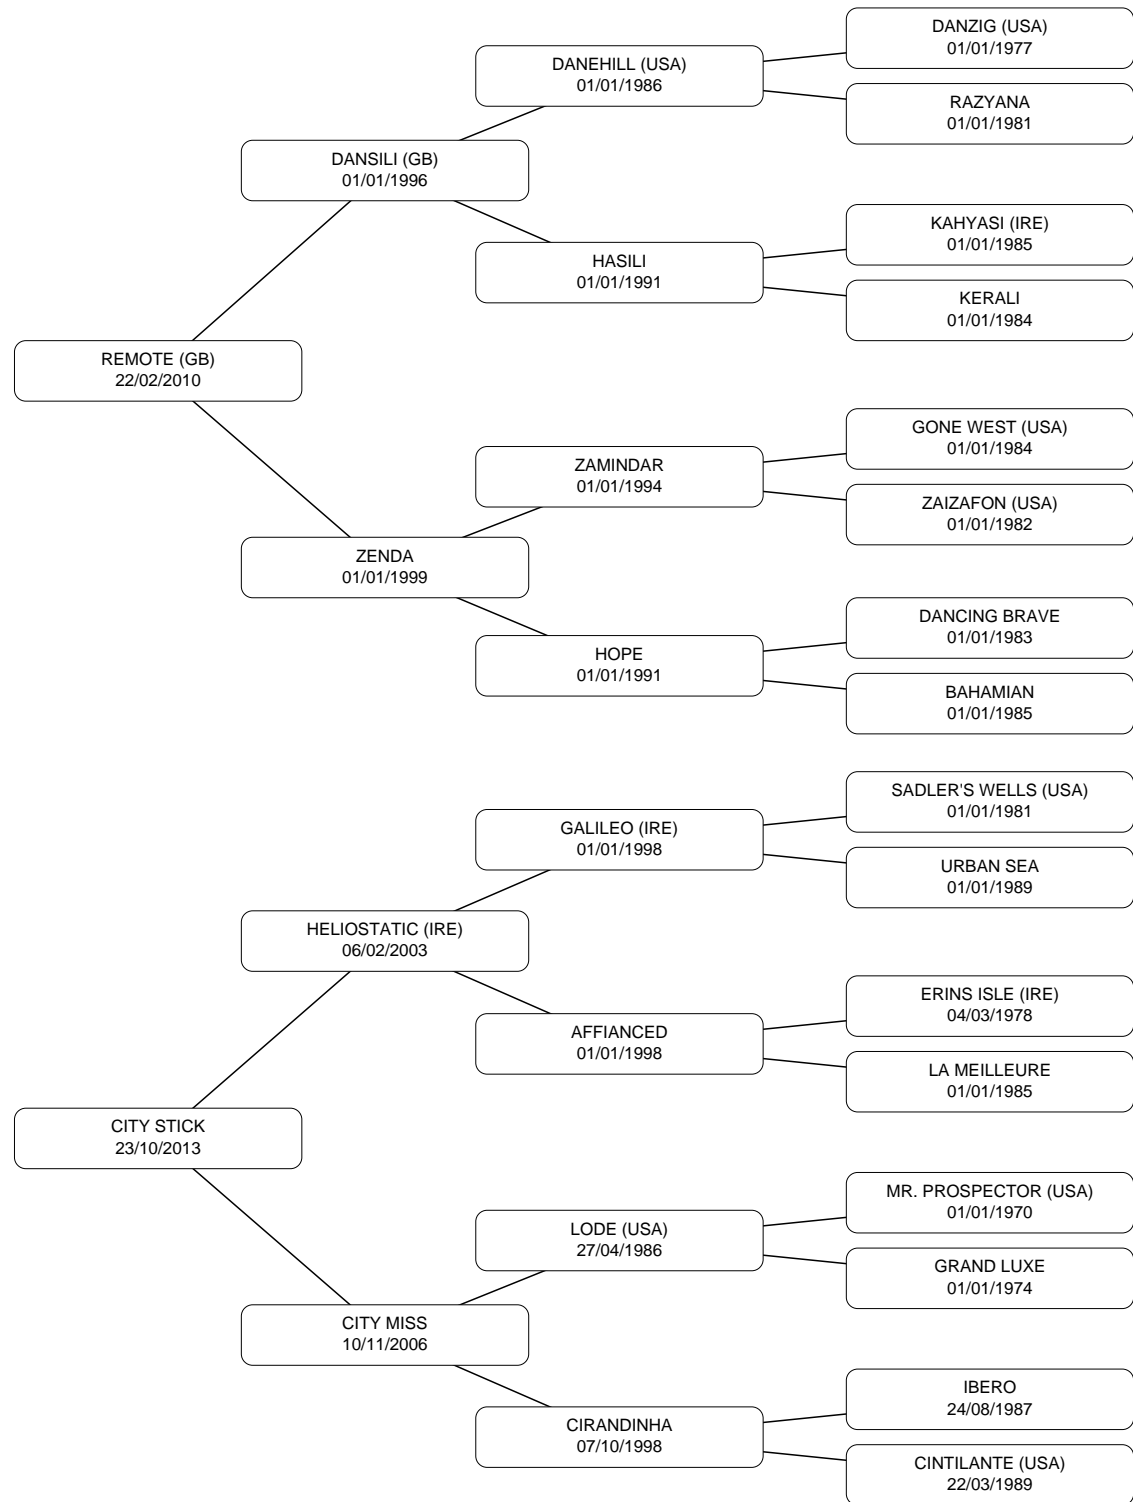 DANZIG (USA)
01/01/1977
DANEHILL (USA)
01/01/1986
RAZYANA
01/01/1981
DANSILI (GB)
01/01/1996
KAHYASI (IRE)
01/01/1985
HASILI
01/01/1991
KERALI
01/01/1984
REMOTE (GB)
22/02/2010
GONE WEST (USA)
01/01/1984
ZAMINDAR
01/01/1994
ZAIZAFON (USA)
01/01/1982
ZENDA
01/01/1999
DANCING BRAVE
01/01/1983
HOPE
01/01/1991
BAHAMIAN
01/01/1985
SADLER'S WELLS (USA)
01/01/1981
GALILEO (IRE)
01/01/1998
URBAN SEA
01/01/1989
HELIOSTATIC (IRE)
06/02/2003
ERINS ISLE (IRE)
04/03/1978
AFFIANCED
01/01/1998
LA MEILLEURE
01/01/1985
CITY STICK
23/10/2013
MR. PROSPECTOR (USA)
01/01/1970
LODE (USA)
27/04/1986
GRAND LUXE
01/01/1974
CITY MISS
10/11/2006
IBERO
24/08/1987
CIRANDINHA
07/10/1998
CINTILANTE (USA)
22/03/1989